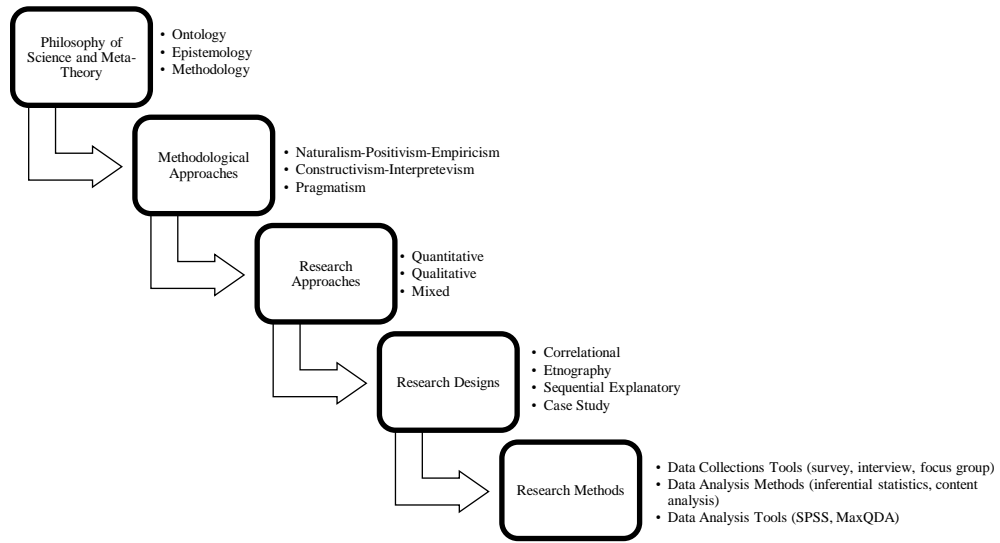 Philosophy of
Science and Meta-
Theory
• Ontology
• Epistemology
• Methodology
Methodological
Approaches
• Naturalism-Positivism-Empiricism
• Constructivism-Interpretevism
• Pragmatism
Research
Approaches
• Quantitative
• Qualitative
• Mixed
Research Designs
• Correlational
• Etnography
• Sequential Explanatory
• Case Study
Research Methods
• Data Collections Tools (survey, interview, focus group)
• Data Analysis Methods (inferential statistics, content
analysis)
• Data Analysis Tools (SPSS, MaxQDA)